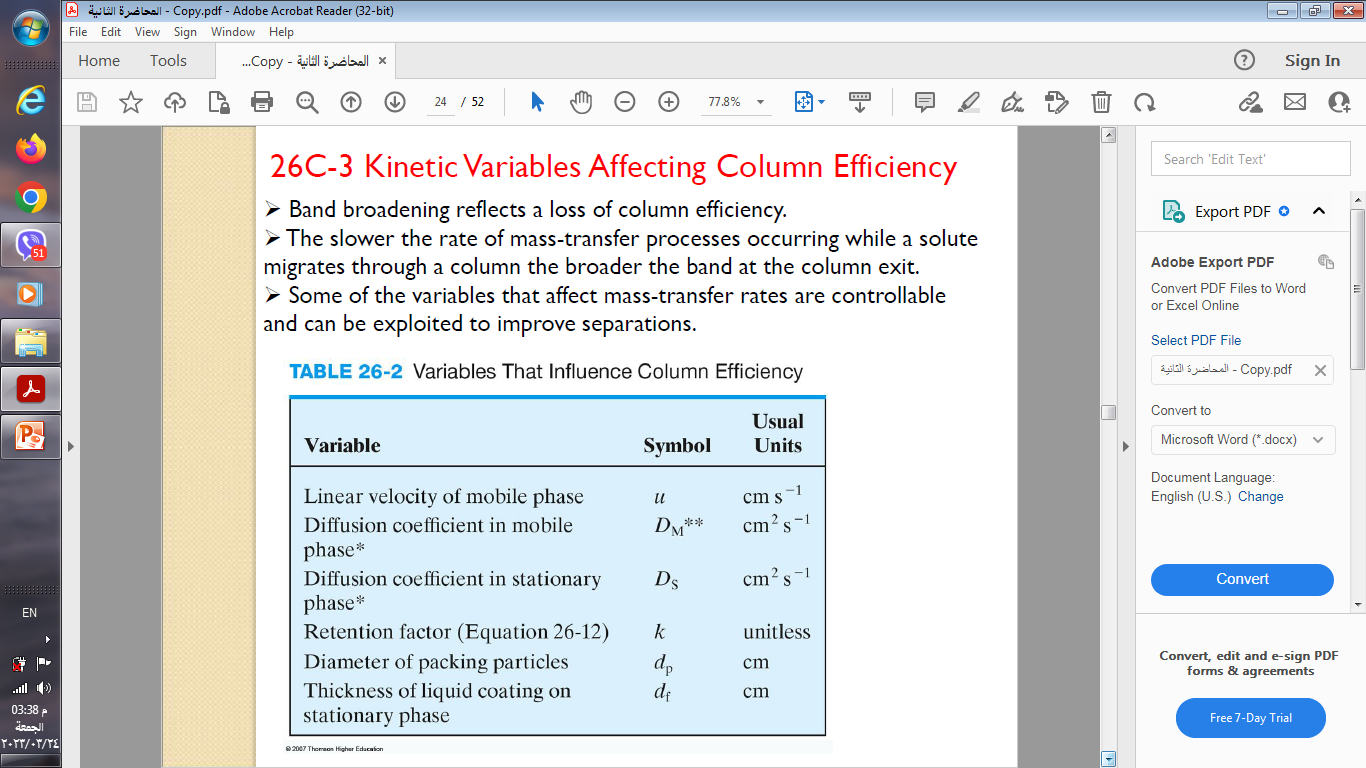 المحاضرة الثانية - Copy.pdf - Adobe Acrobat Reader (32-bit)
File Edit View Sign Window Help
Home Tools المحاضرة الثانية - Copy... × ? Sign In
24 / 52 77.8%
26C-3 Kinetic Variables Affecting Column Efficiency
➢ Band broadening reflects a loss of column efficiency.
➢ The slower the rate of mass-transfer processes occurring while a solute
migrates through a column the broader the band at the column exit.
➢ Some of the variables that affect mass-transfer rates are controllable
and can be exploited to improve separations.
TABLE 26-2 Variables That Influence Column Efficiency
Usual
Variable Symbol Units
Linear velocity of mobile phase u cm s⁻¹
Diffusion coefficient in mobile D_M** cm² s⁻¹
phase*
Diffusion coefficient in stationary D_S cm² s⁻¹
phase*
Retention factor (Equation 26-12) k unitless
Diameter of packing particles d_p cm
Thickness of liquid coating on d_f cm
stationary phase
© 2007 Thomson Higher Education
Search 'Edit Text'
Export PDF
Adobe Export PDF
Convert PDF Files to Word
or Excel Online
Select PDF File
المحاضرة الثانية - Copy.pdf
Convert to
Microsoft Word (*.docx)
Document Language:
English (U.S.) Change
Convert
Convert, edit and e-sign PDF
forms & agreements
Free 7-Day Trial
51
EN
03:38 م
الجمعة
٢٠٢٣/٠٣/٢٤